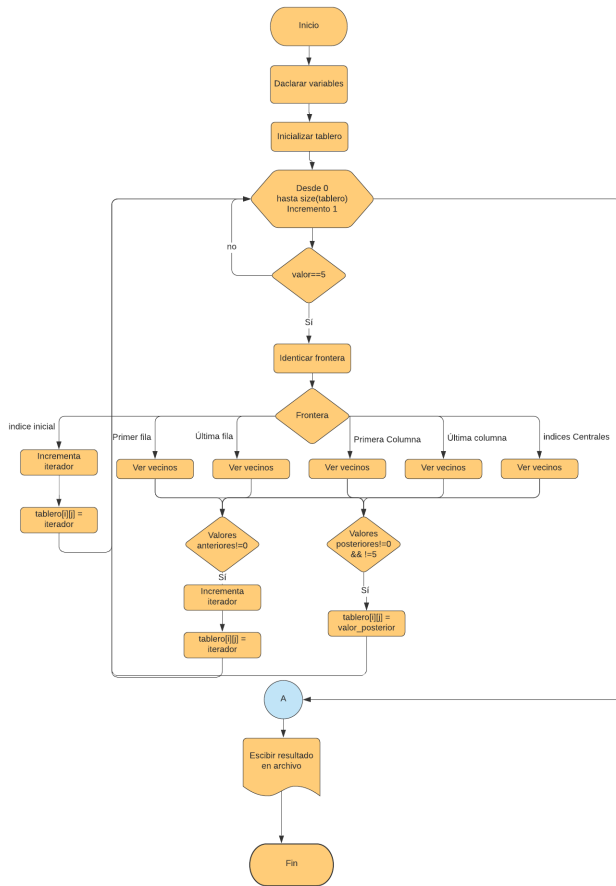 Inicio
Daclarar variables
Inicializar tablero
Desde 0
hasta size(tablero)
Incremento 1
no
valor==5
Sí
Identicar frontera
Frontera
indice inicial
Primer fila
Última fila
Primera Columna
Última columna
indices Centrales
Incrementa
iterador
Ver vecinos
Ver vecinos
Ver vecinos
Ver vecinos
Ver vecinos
tablero[i][j] =
iterador
Valores
anteriores!=0
Valores
posteriores!=0
&& !=5
Sí
Sí
Incrementa
iterador
tablero[i][j] =
valor_posterior
tablero[i][j] =
iterador
A
Escibir resultado
en archivo
Fin